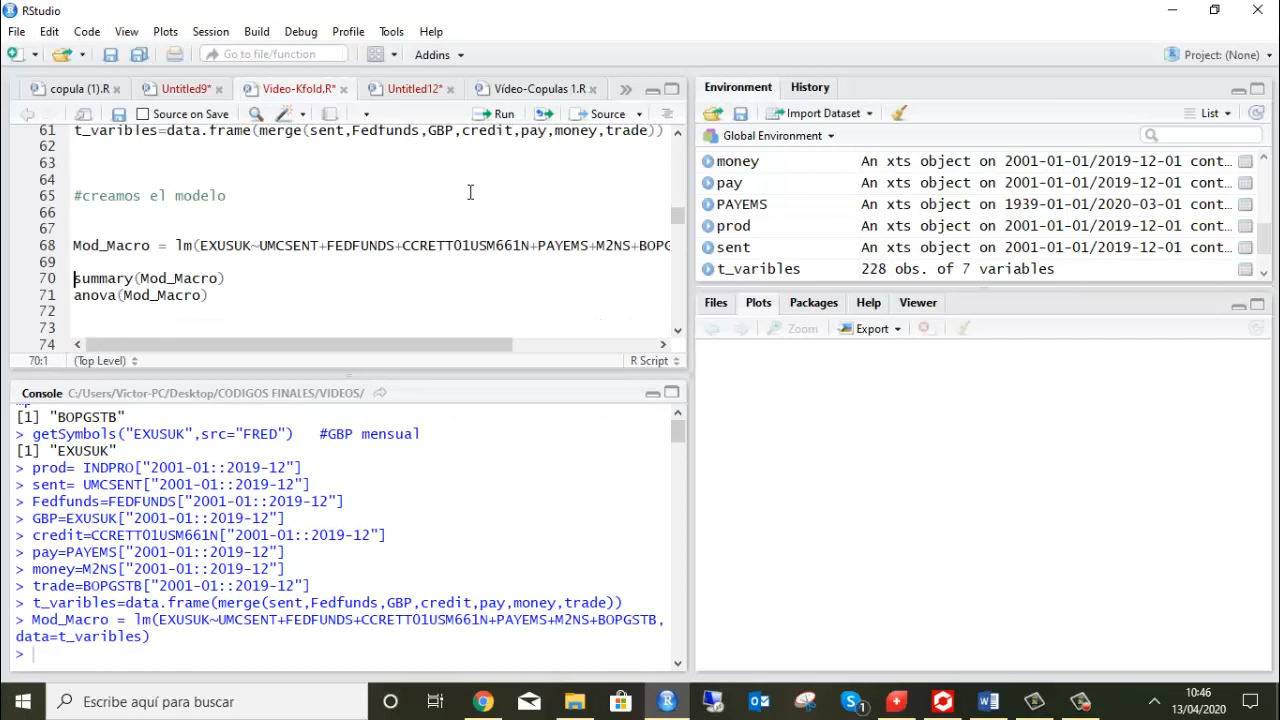 RStudio
File Edit Code View Plots Session Build Debug Profile Tools Help
Go to file/function Addins Project: (None)
copula (1).R Untitled9* Video-Kfold.R* Untitled12* Vídeo-Copulas 1.R
Source on Save Run Source
61 t_varibles=data.frame(merge(sent,Fedfunds,GBP,credit,pay,money,trade))
62
63
64
65 #creamos el modelo
66
67
68 Mod_Macro = lm(EXUSUK~UMCSENT+FEDFUNDS+CCRETT01USM661N+PAYEMS+M2NS+BOPG
69
70 summary(Mod_Macro)
71 anova(Mod_Macro)
72
73
74
70:1 (Top Level) R Script
Console C:/Users/Victor-PC/Desktop/CODIGOS FINALES/VIDEOS/
[1] "BOPGSTB"
> getSymbols("EXUSUK",src="FRED") #GBP mensual
[1] "EXUSUK"
> prod= INDPRO["2001-01::2019-12"]
> sent= UMCSENT["2001-01::2019-12"]
> Fedfunds=FEDFUNDS["2001-01::2019-12"]
> GBP=EXUSUK["2001-01::2019-12"]
> credit=CCRETT01USM661N["2001-01::2019-12"]
> pay=PAYEMS["2001-01::2019-12"]
> money=M2NS["2001-01::2019-12"]
> trade=BOPGSTB["2001-01::2019-12"]
> t_varibles=data.frame(merge(sent,Fedfunds,GBP,credit,pay,money,trade))
> Mod_Macro = lm(EXUSUK~UMCSENT+FEDFUNDS+CCRETT01USM661N+PAYEMS+M2NS+BOPGSTB,
data=t_varibles)
>
Environment History
Import Dataset List
Global Environment
money An xts object on 2001-01-01/2019-12-01 cont…
pay An xts object on 2001-01-01/2019-12-01 cont…
PAYEMS An xts object on 1939-01-01/2020-03-01 cont…
prod An xts object on 2001-01-01/2019-12-01 cont…
sent An xts object on 2001-01-01/2019-12-01 cont…
t_varibles 228 obs. of 7 variables
Files Plots Packages Help Viewer
Zoom Export
Escribe aquí para buscar
10:46
13/04/2020